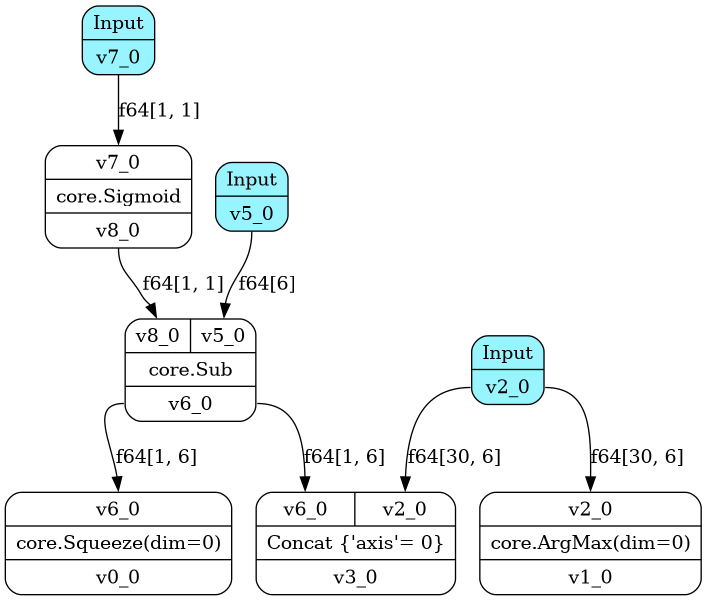 Input
v7_0
f64[1, 1]
v7_0
core.Sigmoid
v8_0
Input
v5_0
f64[1, 1]
f64[6]
v8_0
v5_0
core.Sub
v6_0
Input
v2_0
f64[1, 6]
f64[1, 6]
f64[30, 6]
f64[30, 6]
v6_0
core.Squeeze(dim=0)
v0_0
v6_0
v2_0
Concat {'axis'= 0}
v3_0
v2_0
core.ArgMax(dim=0)
v1_0